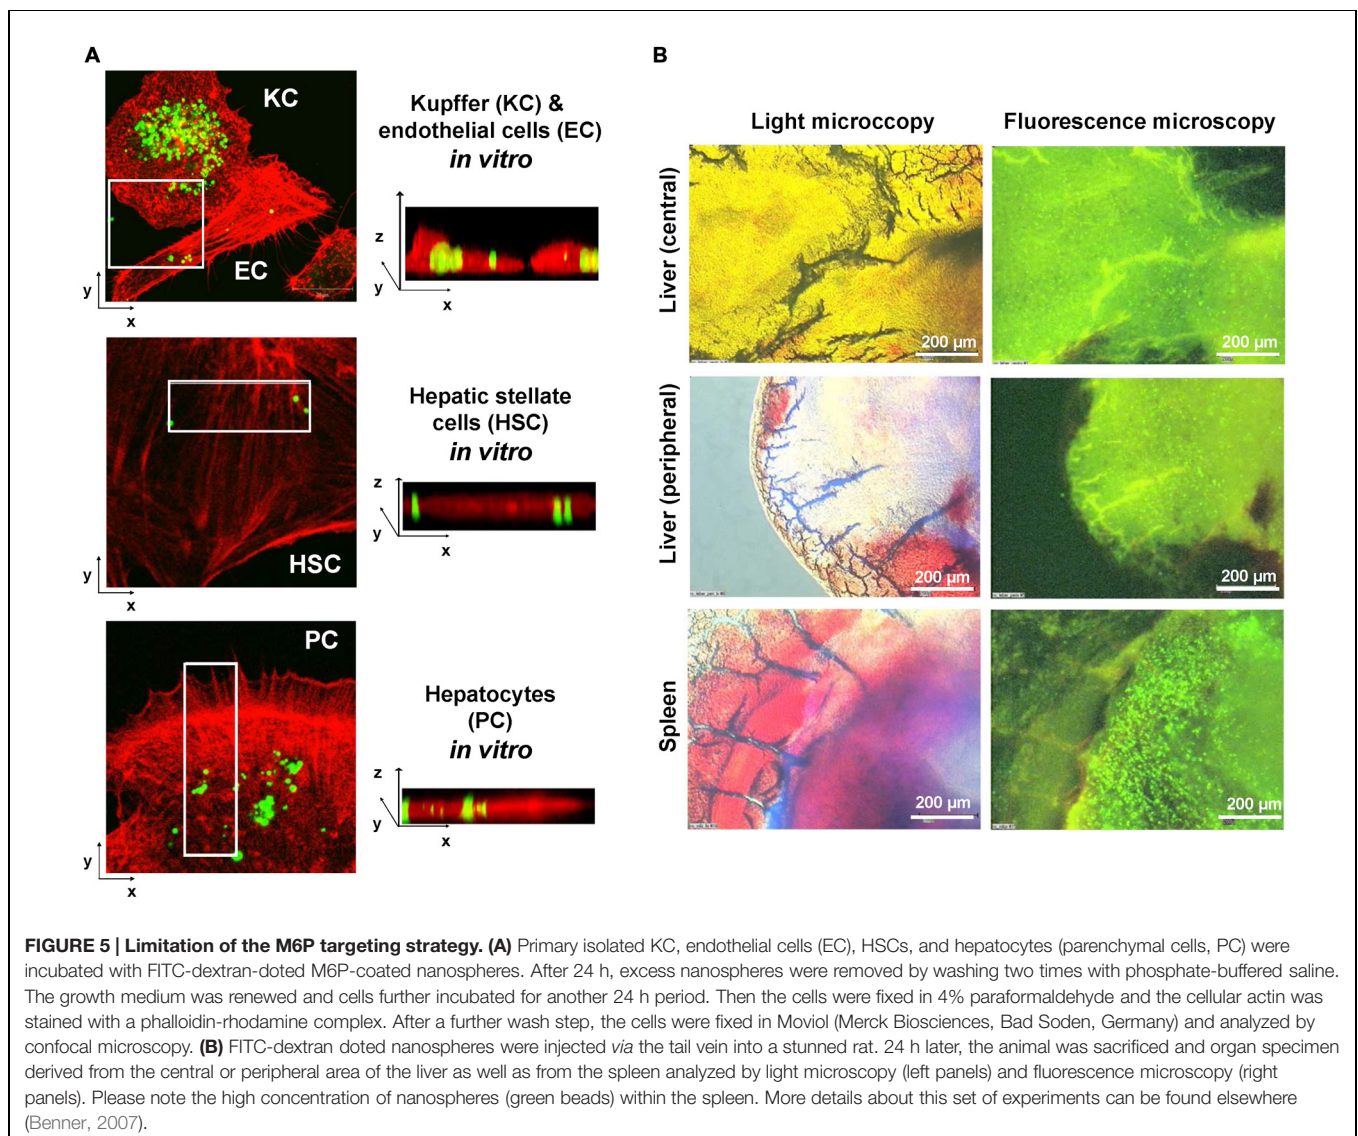 A
KC
EC
y
x
Kupffer (KC) &
endothelial cells (EC)
in vitro
z
y
x
HSC
y
x
Hepatic stellate
cells (HSC)
in vitro
z
y
x
PC
y
x
Hepatocytes
(PC)
in vitro
z
y
x
B
Light microccopy
Fluorescence microscopy
Liver (central)
200 µm
200 µm
Liver (peripheral)
200 µm
200 µm
Spleen
200 µm
200 µm
FIGURE 5 | Limitation of the M6P targeting strategy. (A) Primary isolated KC, endothelial cells (EC), HSCs, and hepatocytes (parenchymal cells, PC) were
incubated with FITC-dextran-doted M6P-coated nanospheres. After 24 h, excess nanospheres were removed by washing two times with phosphate-buffered saline.
The growth medium was renewed and cells further incubated for another 24 h period. Then the cells were fixed in 4% paraformaldehyde and the cellular actin was
stained with a phalloidin-rhodamine complex. After a further wash step, the cells were fixed in Moviol (Merck Biosciences, Bad Soden, Germany) and analyzed by
confocal microscopy. (B) FITC-dextran doted nanospheres were injected via the tail vein into a stunned rat. 24 h later, the animal was sacrificed and organ specimen
derived from the central or peripheral area of the liver as well as from the spleen analyzed by light microscopy (left panels) and fluorescence microscopy (right
panels). Please note the high concentration of nanospheres (green beads) within the spleen. More details about this set of experiments can be found elsewhere
(Benner, 2007).